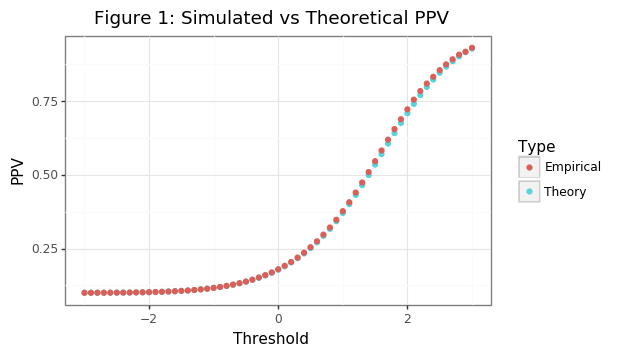 Figure 1: Simulated vs Theoretical PPV
PPV
0.75
0.50
0.25
−2
0
2
Threshold
Type
Empirical
Theory